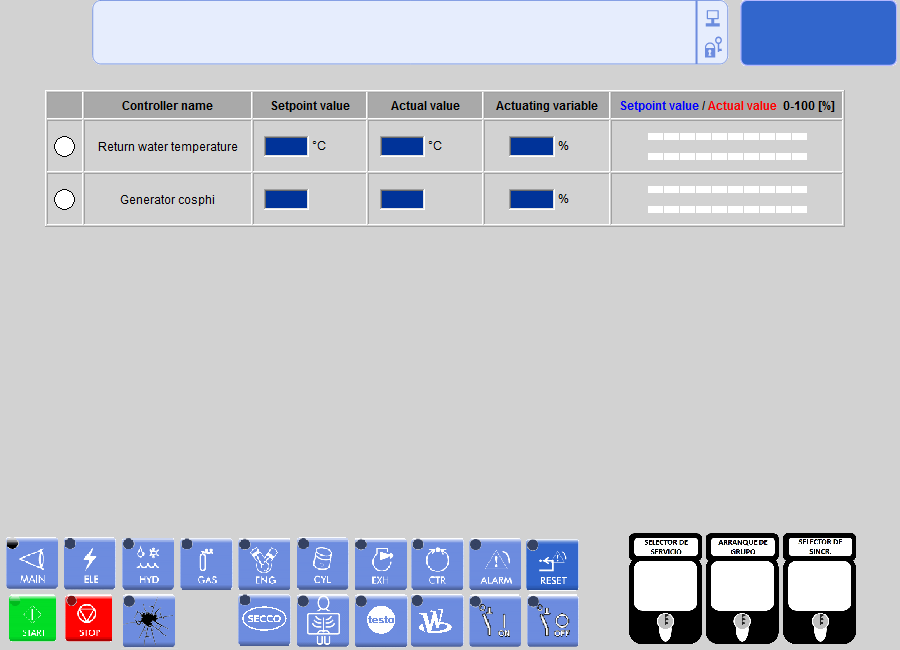 Controller name Setpoint value Actual value Actuating variable Setpoint value / Actual value 0-100 [%]
Return water temperature °C °C %
Generator cosphi %
MAIN ELE HYD GAS ENG CYL EXH CTR ALARM RESET
START STOP SECCO testo W ON OFF
SELECTOR DE
SERVICIO
ARRANQUE DE
GRUPO
SELECTOR DE
SINCR.